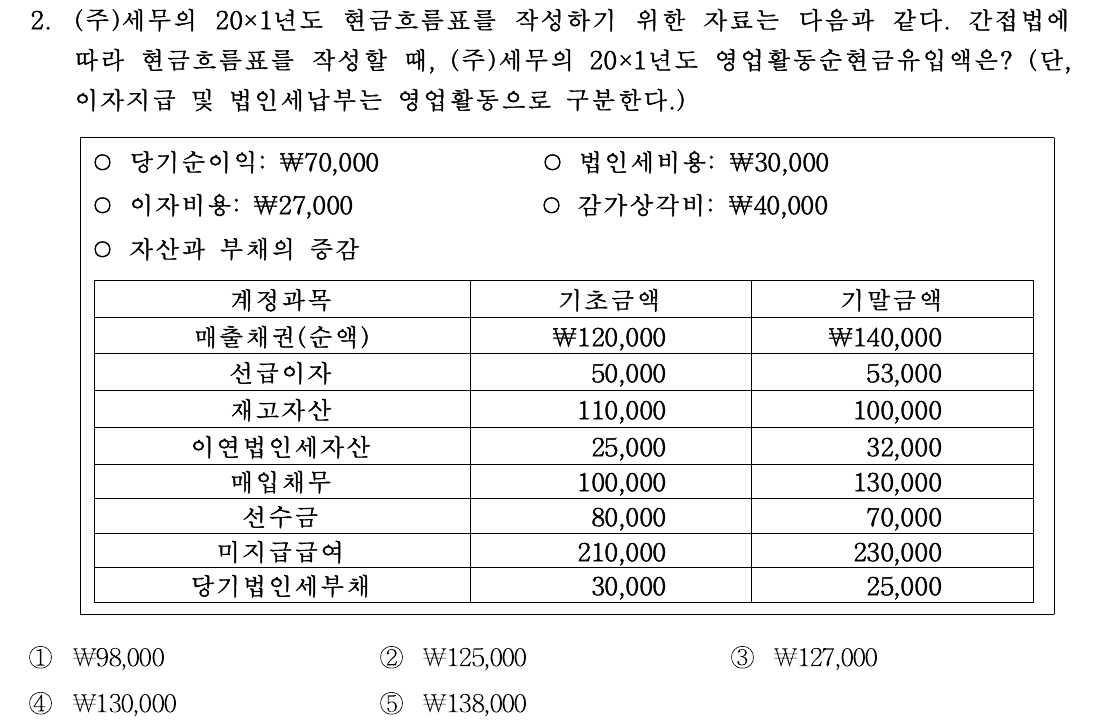 2. (주)세무의 20×1년도 현금흐름표를 작성하기 위한 자료는 다음과 같다. 간접법에
따라 현금흐름표를 작성할 때, (주)세무의 20×1년도 영업활동순현금유입액은? (단,
이자지급 및 법인세납부는 영업활동으로 구분한다.)
○ 당기순이익: ₩70,000 ○ 법인세비용: ₩30,000
○ 이자비용: ₩27,000 ○ 감가상각비: ₩40,000
○ 자산과 부채의 증감
계정과목 기초금액 기말금액
매출채권(순액) ₩120,000 ₩140,000
선급이자 50,000 53,000
재고자산 110,000 100,000
이연법인세자산 25,000 32,000
매입채무 100,000 130,000
선수금 80,000 70,000
미지급급여 210,000 230,000
당기법인세부채 30,000 25,000
① ₩98,000 ② ₩125,000 ③ ₩127,000
④ ₩130,000 ⑤ ₩138,000